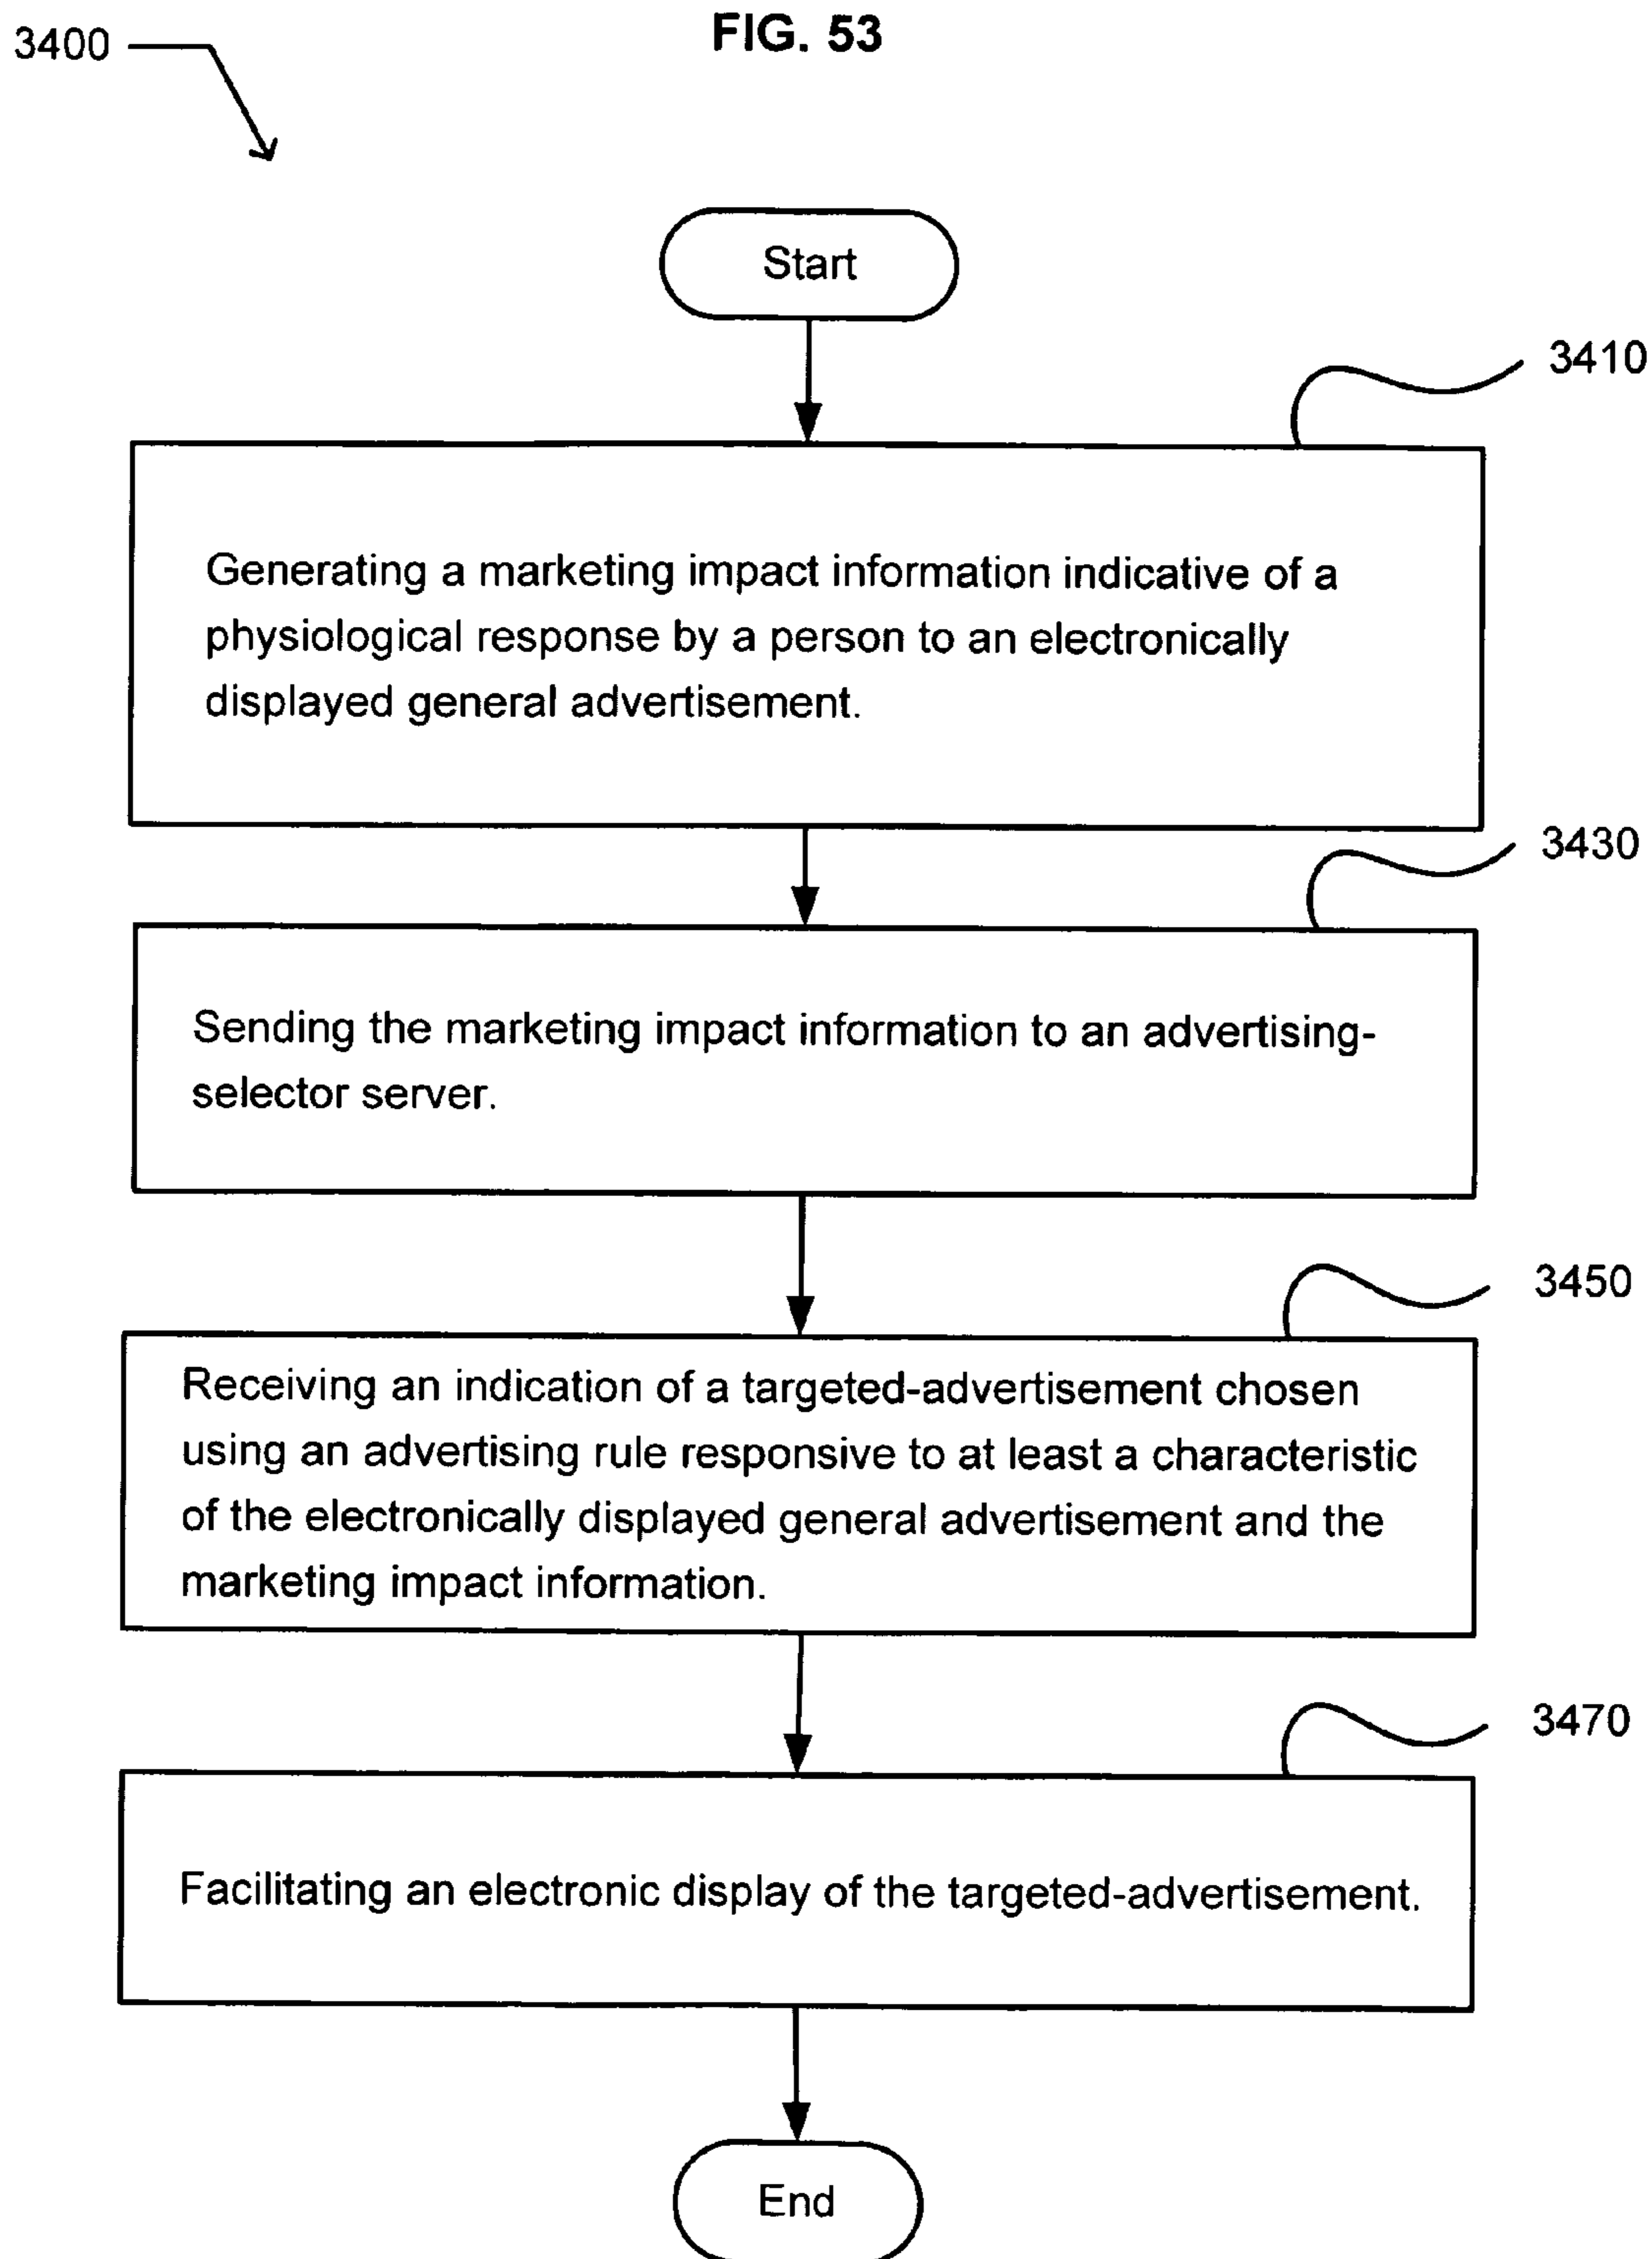 FIG. 53
3400
Start
3410
Generating a marketing impact information indicative of a
physiological response by a person to an electronically
displayed general advertisement.
3430
Sending the marketing impact information to an advertising-
selector server.
3450
Receiving an indication of a targeted-advertisement chosen
using an advertising rule responsive to at least a characteristic
of the electronically displayed general advertisement and the
marketing impact information.
3470
Facilitating an electronic display of the targeted-advertisement.
End